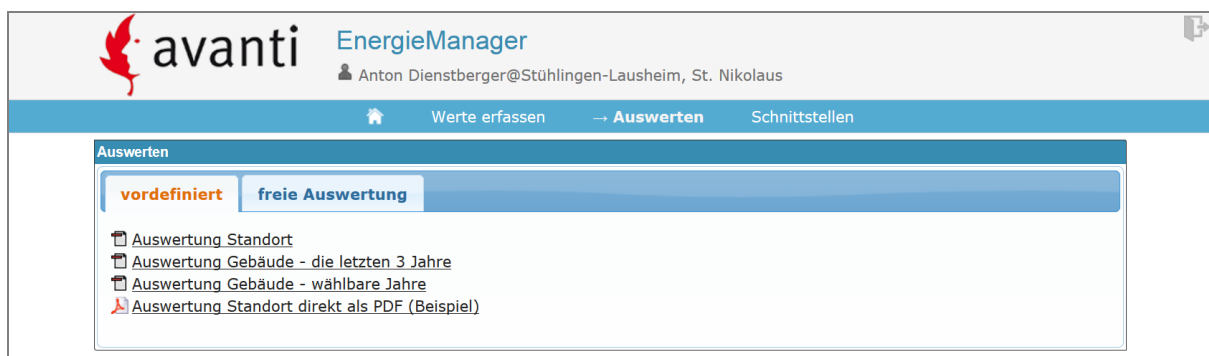 avanti
EnergieManager
Anton Dienstberger@Stühlingen-Lausheim, St. Nikolaus
Werte erfassen → Auswerten Schnittstellen
Auswerten
vordefiniert freie Auswertung
Auswertung Standort
Auswertung Gebäude - die letzten 3 Jahre
Auswertung Gebäude - wählbare Jahre
Auswertung Standort direkt als PDF (Beispiel)